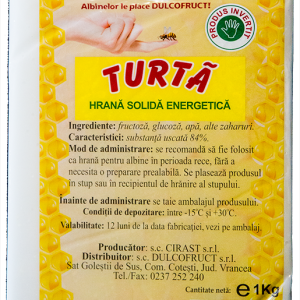 Albinelor le place DULCOFRUCT!
PRODUS INVERTIT
TURTĂ
HRANĂ SOLIDĂ ENERGETICĂ
Ingrediente: fructoză, glucoză, apă, alte zaharuri.
Caracteristici: substanță uscată 84%.
Mod de administrare: se recomandă să fie folosit
ca hrană pentru albine în perioada rece, fără a
necesita o preparare prealabilă. Se plasează produsul
în stup sau în recipientul de hrănire al stupului.
Înainte de administrare se taie ambalajul produsului.
Condiții de depozitare: între -15°C și +30°C.
Valabilitate: 12 luni de la data fabricației, vezi pe ambalaj.
Producător: s.c. CIRAST s.r.l.
Distribuitor: s.c. DULCOFRUCT s.r.l.
Sat Goleștii de Sus, Com. Cotești, Jud. Vrancea
Tel./Fax: 0237 252 240
Cantitate netă: e 1Kg